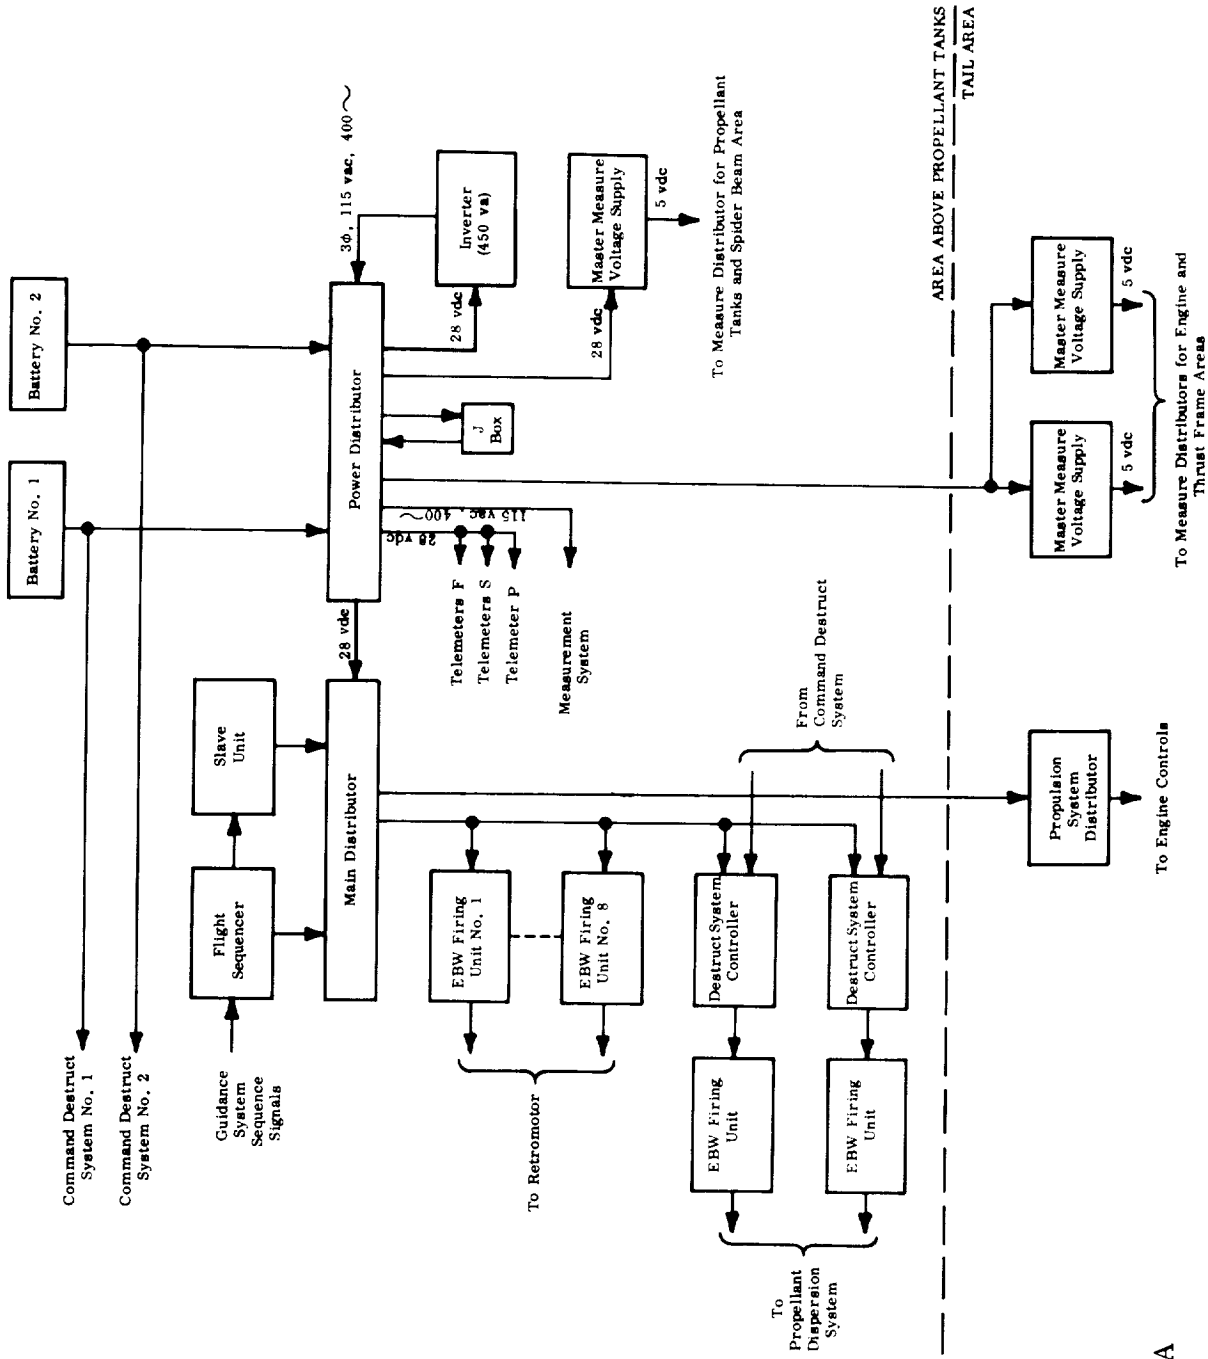 Battery No. 1
Battery No. 2
Command Destruct
System No. 1
Command Destruct
System No. 2
Guidance
System
Sequence
Signals
Flight
Sequencer
Slave
Unit
Main Distributor
28 vdc
Power Distributor
3ϕ, 115 vac, 400~
28 vdc
Inverter
(450 va)
28 vdc
Master Measure
Voltage Supply
5 vdc
To Measure Distributor for Propellant
Tanks and Spider Beam Area
J
Box
28 vdc
115 vac, 400~
Telemeters F
Telemeters S
Telemeter P
Measurement
System
EBW Firing
Unit No. 1
EBW Firing
Unit No. 8
To Retromotor
From
Command Destruct
System
Destruct System
Controller
Destruct System
Controller
EBW Firing
Unit
EBW Firing
Unit
To
Propellant
Dispersion
System
AREA ABOVE PROPELLANT TANKS
TAIL AREA
Propulsion
System
Distributor
To Engine Controls
Master Measure
Voltage Supply
5 vdc
Master Measure
Voltage Supply
5 vdc
To Measure Distributors for Engine and
Thrust Frame Areas
A